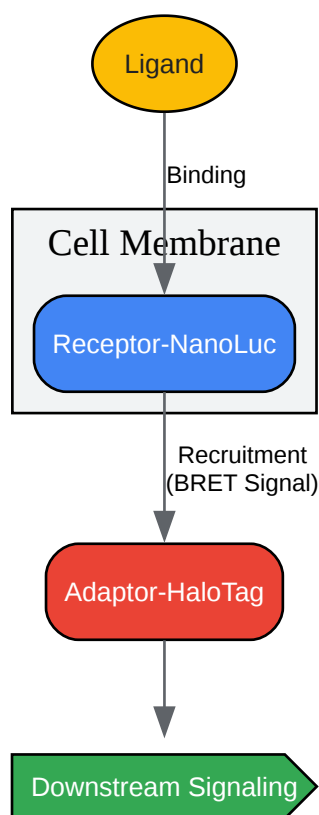 Ligand
Binding
Cell Membrane
Receptor-NanoLuc
Recruitment
(BRET Signal)
Adaptor-HaloTag
Downstream Signaling